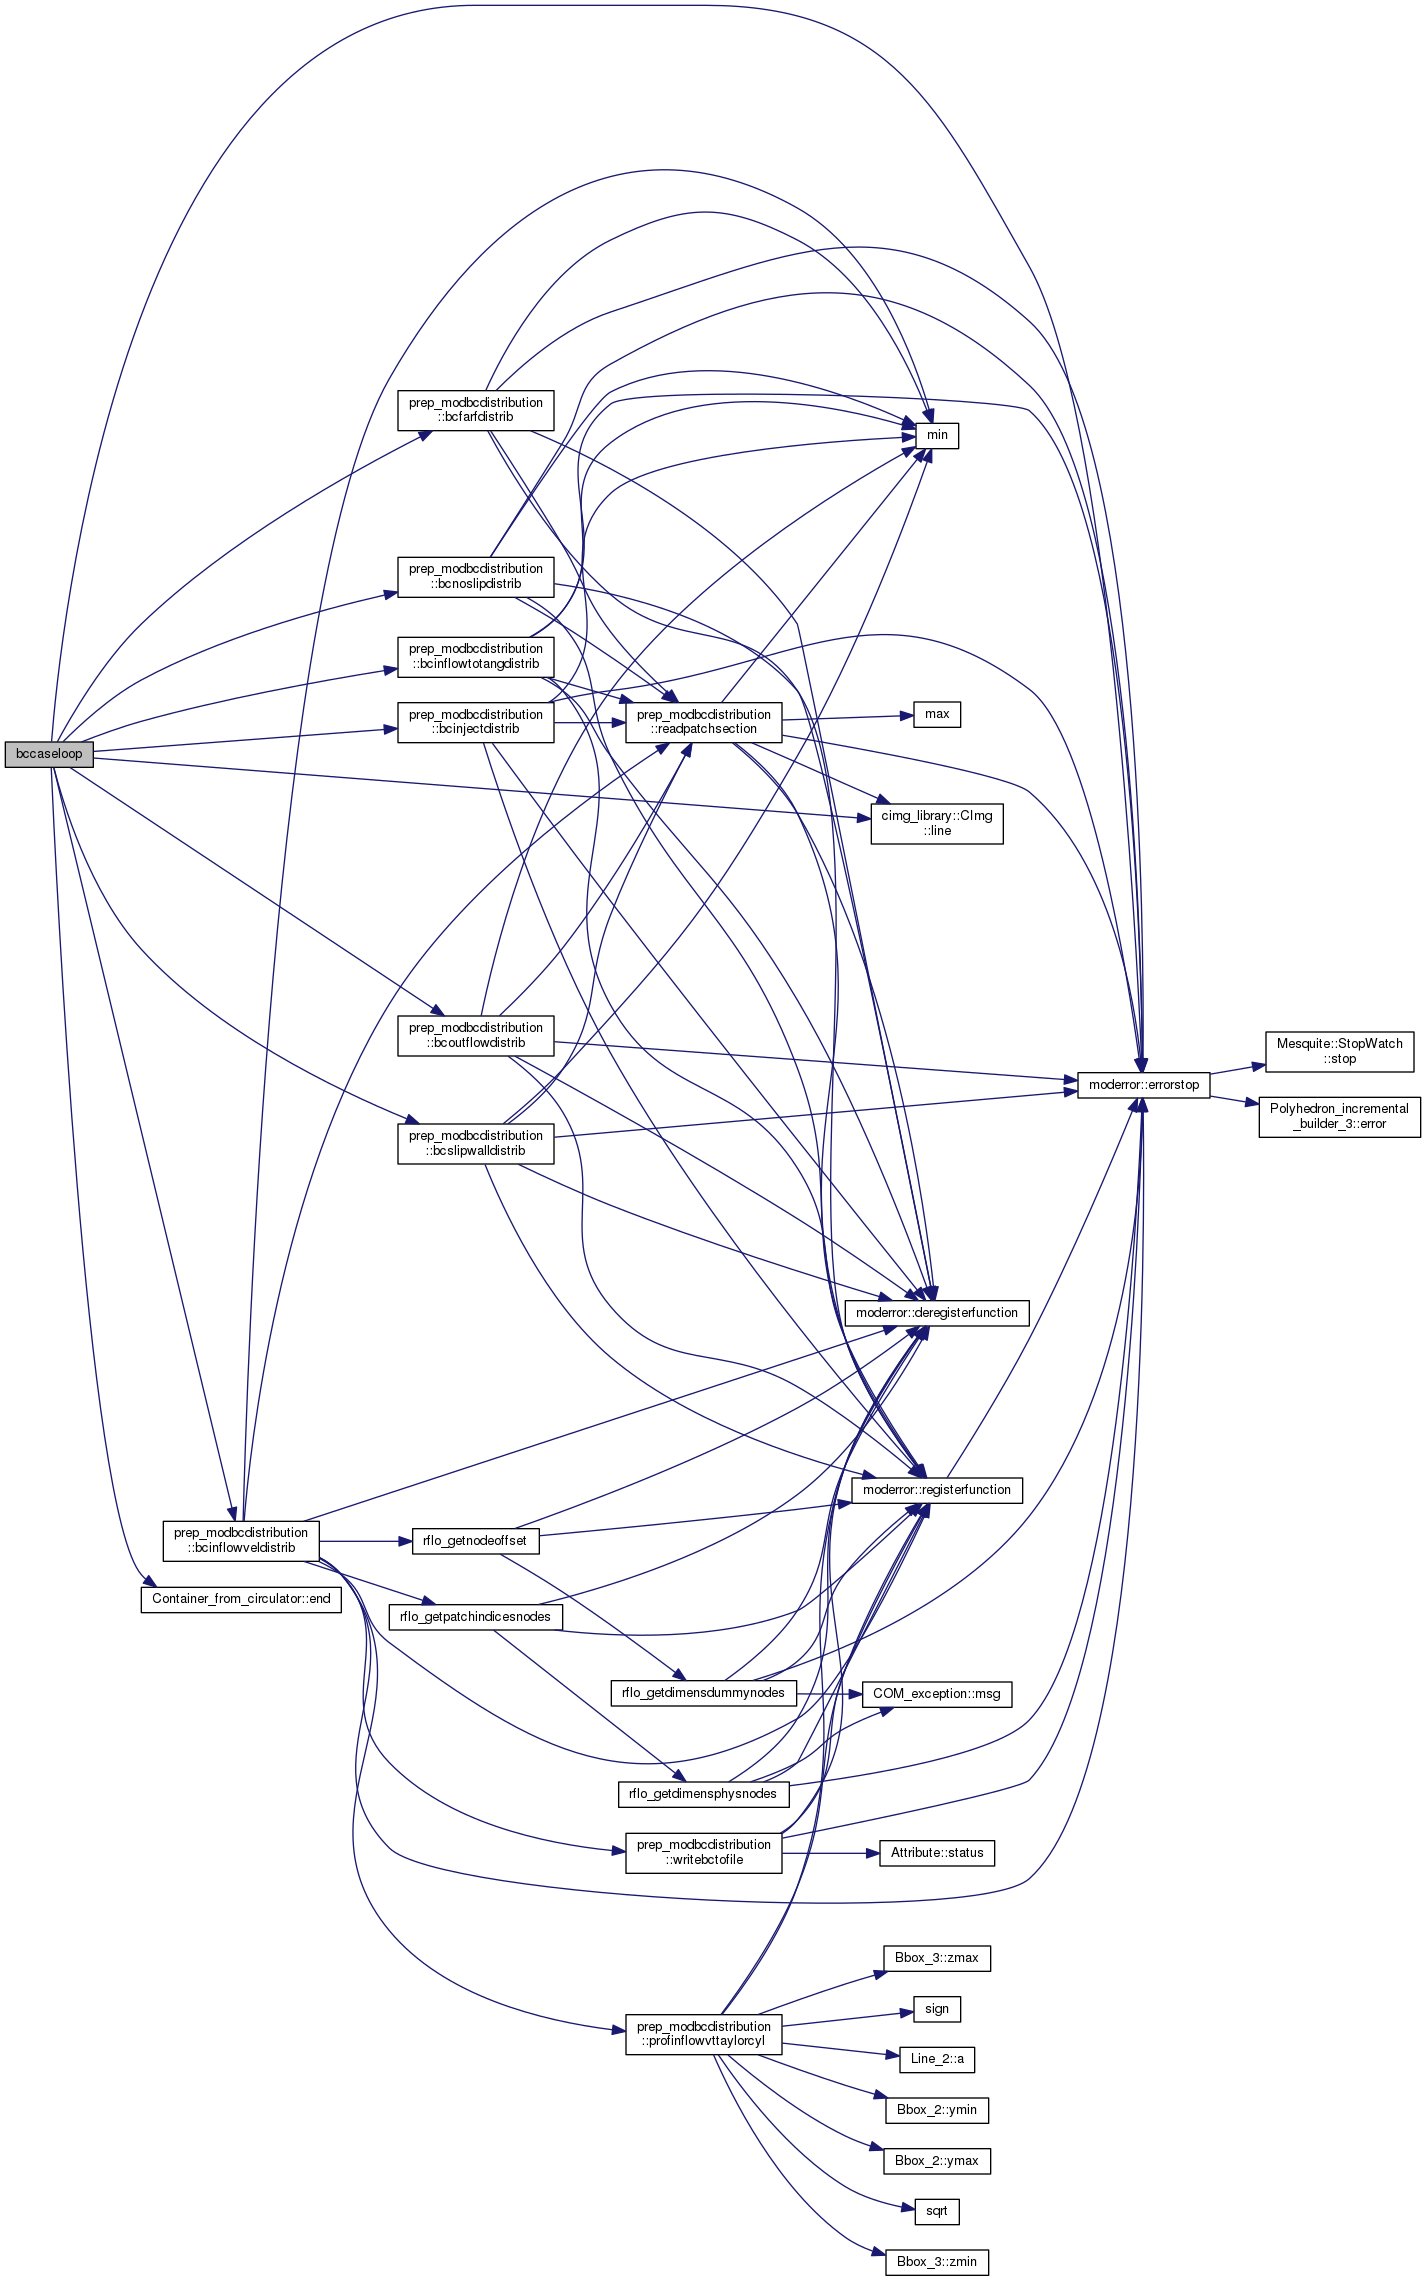 prep_modbcdistribution
::bcfarfdistrib
min
prep_modbcdistribution
::bcnoslipdistrib
prep_modbcdistribution
::bcinflowtotangdistrib
prep_modbcdistribution
::bcinjectdistrib
prep_modbcdistribution
::readpatchsection
max
bccaseloop
cimg_library::CImg
::line
prep_modbcdistribution
::bcoutflowdistrib
Mesquite::StopWatch
::stop
moderror::errorstop
Polyhedron_incremental
_builder_3::error
prep_modbcdistribution
::bcslipwalldistrib
moderror::deregisterfunction
moderror::registerfunction
prep_modbcdistribution
::bcinflowveldistrib
rflo_getnodeoffset
Container_from_circulator::end
rflo_getpatchindicesnodes
rflo_getdimensdummynodes
COM_exception::msg
rflo_getdimensphysnodes
prep_modbcdistribution
::writebctofile
Attribute::status
Bbox_3::zmax
sign
prep_modbcdistribution
::profinflowvttaylorcyl
Line_2::a
Bbox_2::ymin
Bbox_2::ymax
sqrt
Bbox_3::zmin